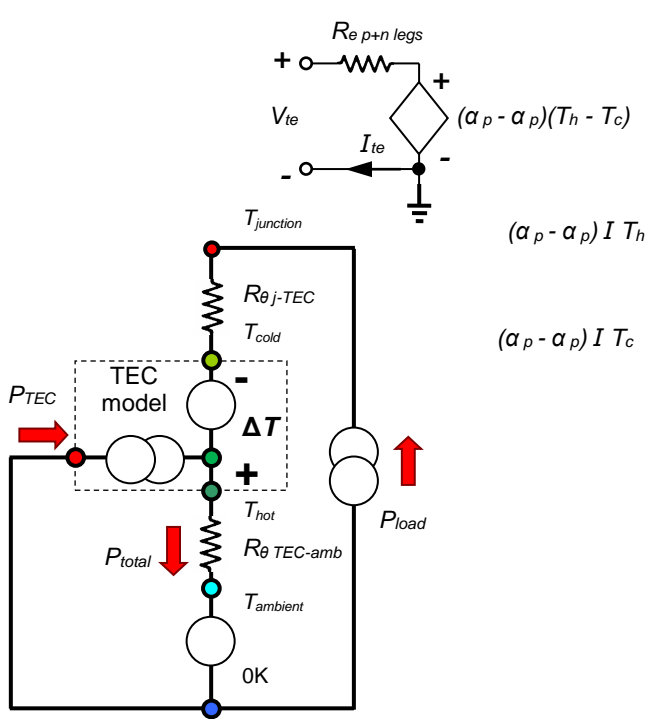 R e p+n legs
+
+
V te
(α p - α p)(T h - T c)
I te
-
-
T junction
(α p - α p) I T h
R θ j-TEC
T cold
(α p - α p) I T c
TEC
model
-
P TEC
ΔT
+
T hot
P load
P total
R θ TEC-amb
T ambient
0K